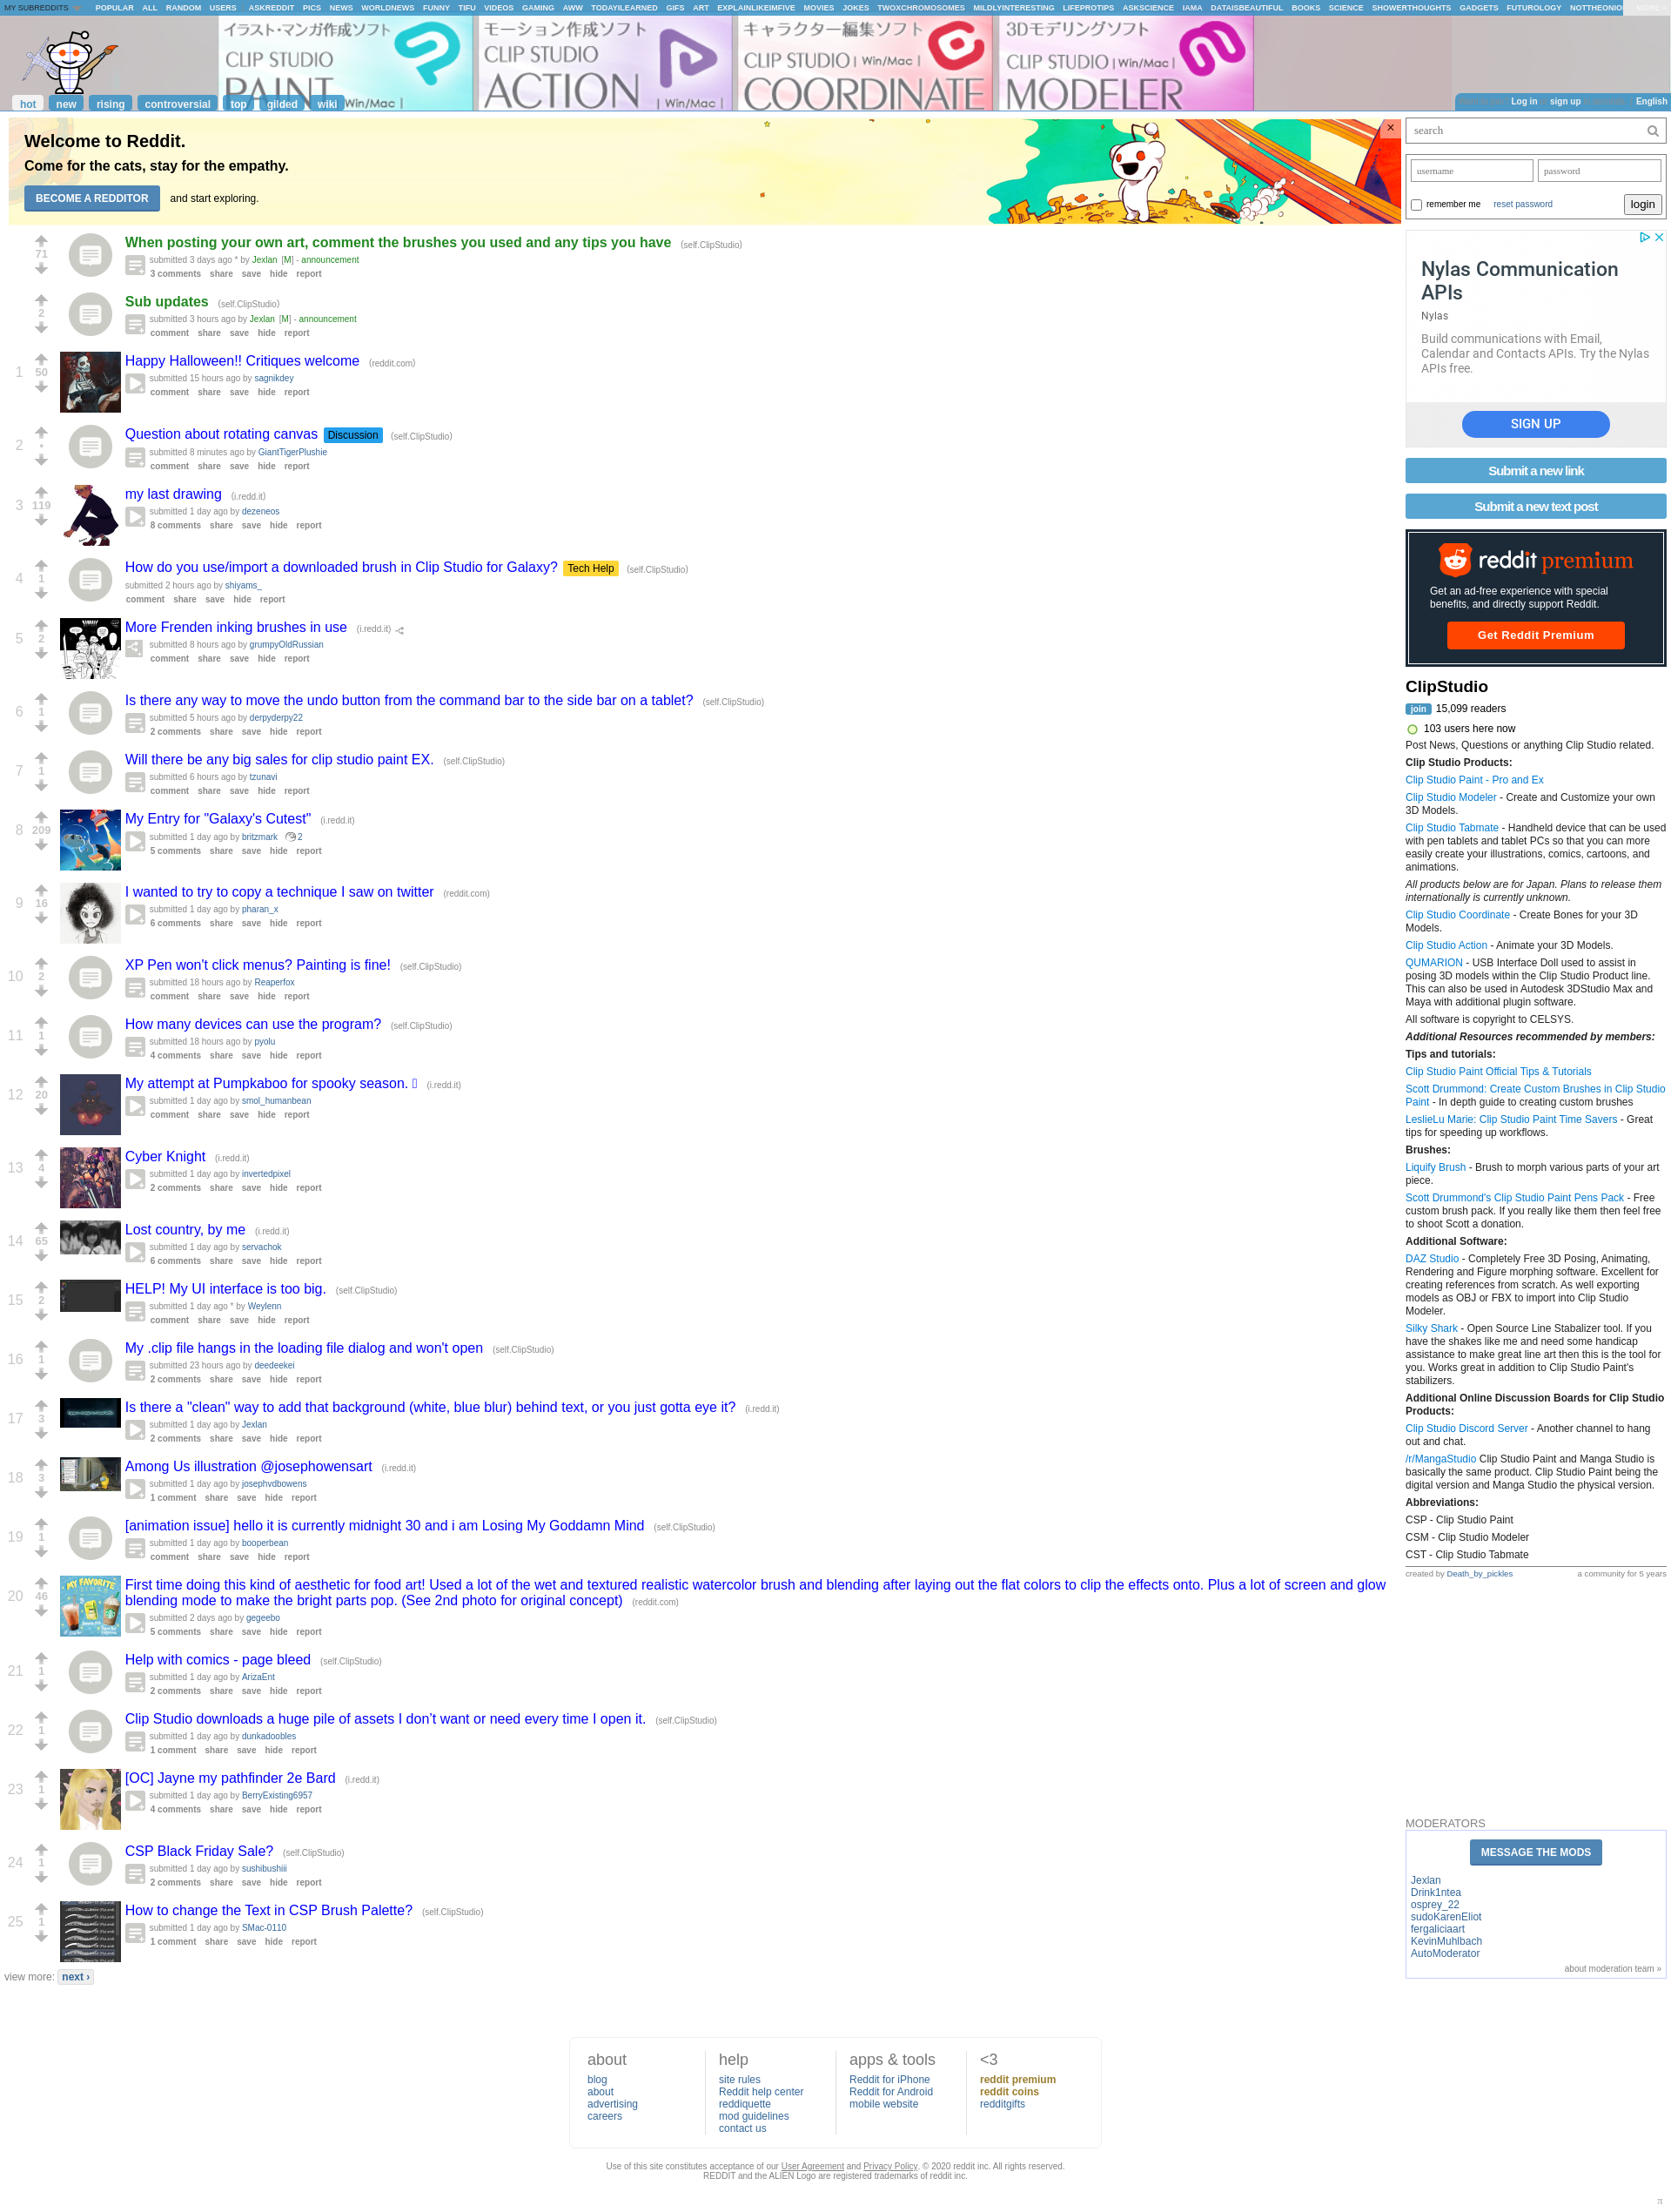 MY SUBREDDITS POPULAR ALL RANDOM USERS ASKREDDIT PICS NEWS WORLDNEWS FUNNY TIFU VIDEOS GAMING AWW TODAYILEARNED GIFS ART EXPLAINLIKEIMFIVE MOVIES JOKES TWOXCHROMOSOMES MILDLYINTERESTING LIFEPROTIPS ASKSCIENCE IAMA DATAISBEAUTIFUL BOOKS SCIENCE SHOWERTHOUGHTS GADGETS FUTUROLOGY
イラスト・マンガ作成ソフト
CLIP STUDIO
PAINT
Win/Mac
モーション作成ソフト
CLIP STUDIO
ACTION
Win/Mac
キャラクター編集ソフト
CLIP STUDIO Win/Mac
COORDINATE
3Dモデリングソフト
CLIP STUDIO Win/Mac
MODELER
hot new rising controversial top gilded wiki
Log in sign up English
Welcome to Reddit.
Come for the cats, stay for the empathy.
BECOME A REDDITOR and start exploring.
×
71
When posting your own art, comment the brushes you used and any tips you have (self.ClipStudio)
submitted 3 days ago * by Jexlan [M] - announcement
3 comments share save hide report
2
Sub updates (self.ClipStudio)
submitted 3 hours ago by Jexlan [M] - announcement
comment share save hide report
1 50
Happy Halloween!! Critiques welcome (reddit.com)
submitted 15 hours ago by sagnikdey
comment share save hide report
2 •
Question about rotating canvas Discussion (self.ClipStudio)
submitted 8 minutes ago by GiantTigerPlushie
comment share save hide report
3 119
my last drawing (i.redd.it)
submitted 1 day ago by dezeneos
8 comments share save hide report
4 1
How do you use/import a downloaded brush in Clip Studio for Galaxy? Tech Help (self.ClipStudio)
submitted 2 hours ago by shiyams_
comment share save hide report
5 2
More Frenden inking brushes in use (i.redd.it)
submitted 8 hours ago by grumpyOldRussian
comment share save hide report
6 1
Is there any way to move the undo button from the command bar to the side bar on a tablet? (self.ClipStudio)
submitted 5 hours ago by derpyderpy22
2 comments share save hide report
7 1
Will there be any big sales for clip studio paint EX. (self.ClipStudio)
submitted 6 hours ago by tzunavi
comment share save hide report
8 209
My Entry for "Galaxy's Cutest" (i.redd.it)
submitted 1 day ago by britzmark 2
5 comments share save hide report
9 16
I wanted to try to copy a technique I saw on twitter (reddit.com)
submitted 1 day ago by pharan_x
6 comments share save hide report
10 2
XP Pen won't click menus? Painting is fine! (self.ClipStudio)
submitted 18 hours ago by Reaperfox
comment share save hide report
11 1
How many devices can use the program? (self.ClipStudio)
submitted 18 hours ago by pyolu
4 comments share save hide report
12 20
My attempt at Pumpkaboo for spooky season. (i.redd.it)
submitted 1 day ago by smol_humanbean
comment share save hide report
13 4
Cyber Knight (i.redd.it)
submitted 1 day ago by invertedpixel
2 comments share save hide report
14 65
Lost country, by me (i.redd.it)
submitted 1 day ago by servachok
6 comments share save hide report
15 2
HELP! My UI interface is too big. (self.ClipStudio)
submitted 1 day ago * by Weylenn
comment share save hide report
16 1
My .clip file hangs in the loading file dialog and won't open (self.ClipStudio)
submitted 23 hours ago by deedeekei
2 comments share save hide report
17 3
Is there a "clean" way to add that background (white, blue blur) behind text, or you just gotta eye it? (i.redd.it)
submitted 1 day ago by Jexlan
2 comments share save hide report
18 3
Among Us illustration @josephowensart (i.redd.it)
submitted 1 day ago by josephvdbowens
1 comment share save hide report
19 1
[animation issue] hello it is currently midnight 30 and i am Losing My Goddamn Mind (self.ClipStudio)
submitted 1 day ago by booperbean
comment share save hide report
20 46
MY FAVORITE
First time doing this kind of aesthetic for food art! Used a lot of the wet and textured realistic watercolor brush and blending after laying out the flat colors to clip the effects onto. Plus a lot of screen and glow
blending mode to make the bright parts pop. (See 2nd photo for original concept) (reddit.com)
submitted 2 days ago by gegeebo
5 comments share save hide report
21 1
Help with comics - page bleed (self.ClipStudio)
submitted 1 day ago by ArizaEnt
2 comments share save hide report
22 1
Clip Studio downloads a huge pile of assets I don’t want or need every time I open it. (self.ClipStudio)
submitted 1 day ago by dunkadoobles
1 comment share save hide report
23 1
[OC] Jayne my pathfinder 2e Bard (i.redd.it)
submitted 1 day ago by BerryExisting6957
4 comments share save hide report
24 1
CSP Black Friday Sale? (self.ClipStudio)
submitted 1 day ago by sushibushiii
2 comments share save hide report
25 1
How to change the Text in CSP Brush Palette? (self.ClipStudio)
submitted 1 day ago by SMac-0110
1 comment share save hide report
view more: next ›
search
username password
remember me reset password login
Nylas Communication
APIs
Nylas
Build communications with Email,
Calendar and Contacts APIs. Try the Nylas
APIs free.
SIGN UP
Submit a new link
Submit a new text post
reddit premium
Get an ad-free experience with special
benefits, and directly support Reddit.
Get Reddit Premium
ClipStudio
join 15,099 readers
103 users here now
Post News, Questions or anything Clip Studio related.
Clip Studio Products:
Clip Studio Paint - Pro and Ex
Clip Studio Modeler - Create and Customize your own
3D Models.
Clip Studio Tabmate - Handheld device that can be used
with pen tablets and tablet PCs so that you can more
easily create your illustrations, comics, cartoons, and
animations.
All products below are for Japan. Plans to release them
internationally is currently unknown.
Clip Studio Coordinate - Create Bones for your 3D
Models.
Clip Studio Action - Animate your 3D Models.
QUMARION - USB Interface Doll used to assist in
posing 3D models within the Clip Studio Product line.
This can also be used in Autodesk 3DStudio Max and
Maya with additional plugin software.
All software is copyright to CELSYS.
Additional Resources recommended by members:
Tips and tutorials:
Clip Studio Paint Official Tips & Tutorials
Scott Drummond: Create Custom Brushes in Clip Studio
Paint - In depth guide to creating custom brushes
LeslieLu Marie: Clip Studio Paint Time Savers - Great
tips for speeding up workflows.
Brushes:
Liquify Brush - Brush to morph various parts of your art
piece.
Scott Drummond's Clip Studio Paint Pens Pack - Free
custom brush pack. If you really like them then feel free
to shoot Scott a donation.
Additional Software:
DAZ Studio - Completely Free 3D Posing, Animating,
Rendering and Figure morphing software. Excellent for
creating references from scratch. As well exporting
models as OBJ or FBX to import into Clip Studio
Modeler.
Silky Shark - Open Source Line Stabalizer tool. If you
have the shakes like me and need some handicap
assistance to make great line art then this is the tool for
you. Works great in addition to Clip Studio Paint's
stabilizers.
Additional Online Discussion Boards for Clip Studio
Products:
Clip Studio Discord Server - Another channel to hang
out and chat.
/r/MangaStudio Clip Studio Paint and Manga Studio is
basically the same product. Clip Studio Paint being the
digital version and Manga Studio the physical version.
Abbreviations:
CSP - Clip Studio Paint
CSM - Clip Studio Modeler
CST - Clip Studio Tabmate
created by Death_by_pickles a community for 5 years
MODERATORS
MESSAGE THE MODS
Jexlan
Drink1ntea
osprey_22
sudoKarenEliot
fergaliciaart
KevinMuhlbach
AutoModerator
about moderation team »
about
blog
about
advertising
careers
help
site rules
Reddit help center
reddiquette
mod guidelines
contact us
apps & tools
Reddit for iPhone
Reddit for Android
mobile website
<3
reddit premium
reddit coins
redditgifts
Use of this site constitutes acceptance of our User Agreement and Privacy Policy. © 2020 reddit inc. All rights reserved.
REDDIT and the ALIEN Logo are registered trademarks of reddit inc.
π